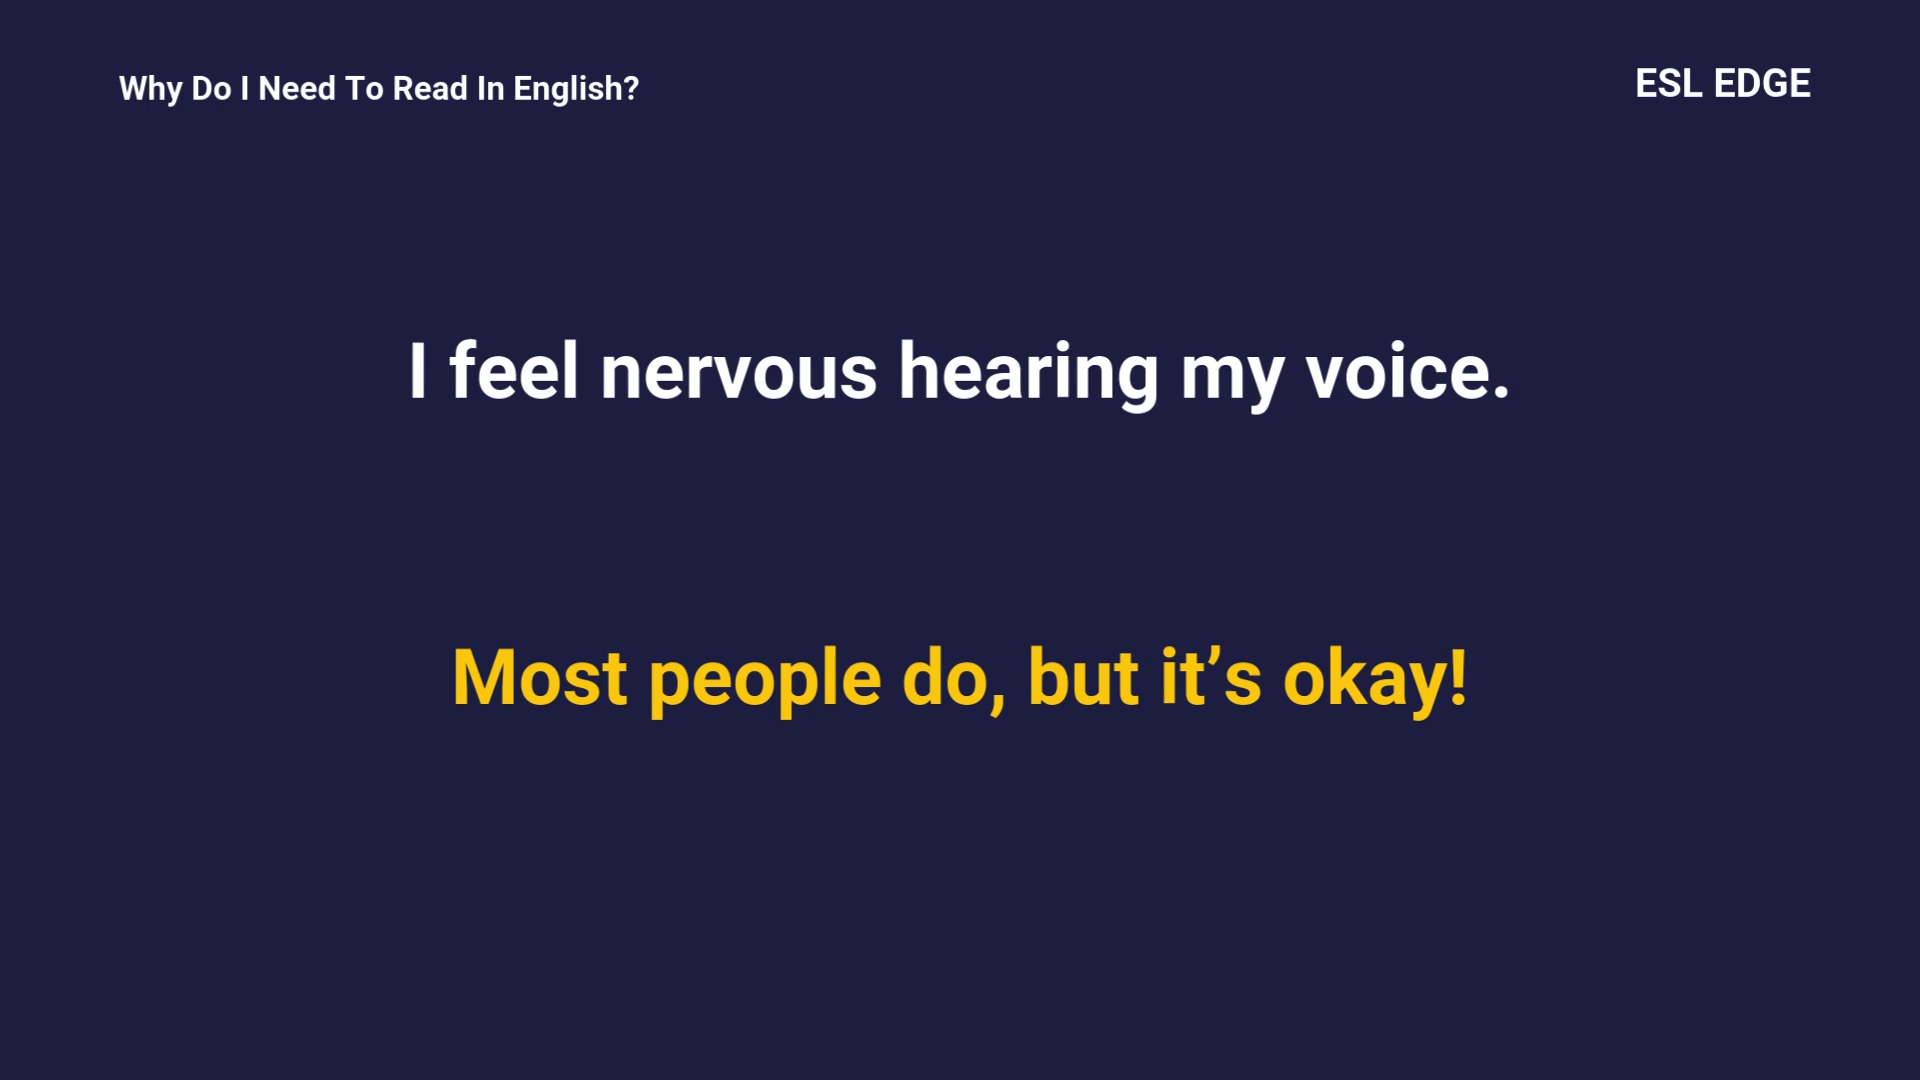 Why Do I Need To Read In English?
ESL EDGE
I feel nervous hearing my voice.
Most people do, but it’s okay!